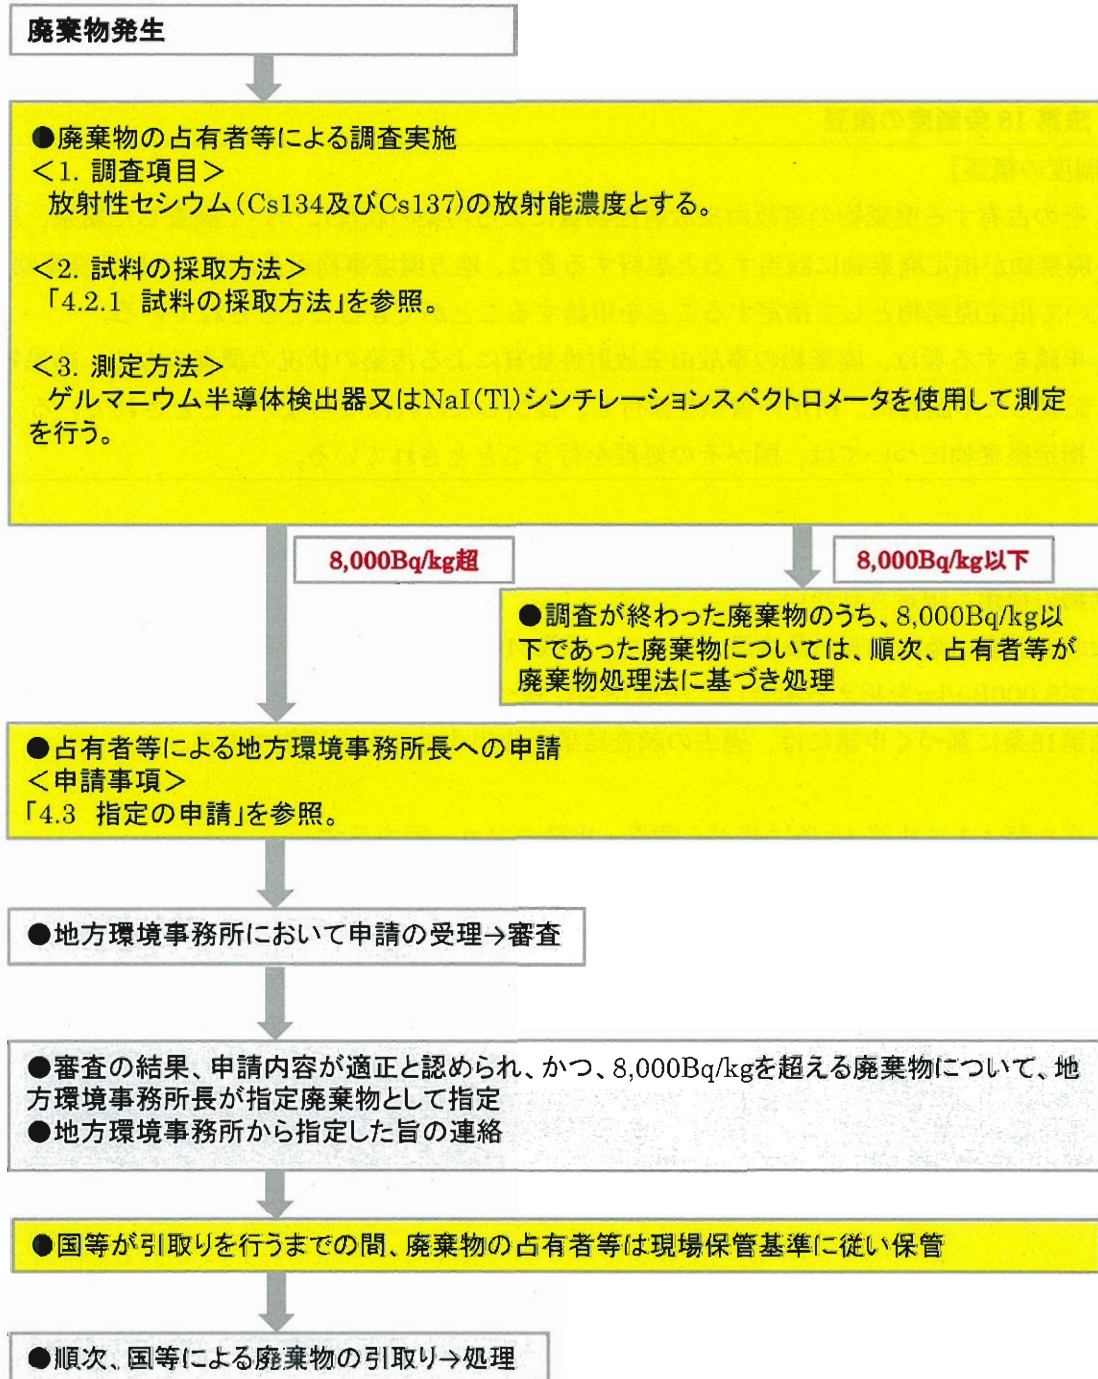 廃棄物発生
●廃棄物の占有者等による調査実施
<1. 調査項目>
放射性セシウム(Cs134及びCs137)の放射能濃度とする。
<2. 試料の採取方法>
「4.2.1 試料の採取方法」を参照。
<3. 測定方法>
ゲルマニウム半導体検出器又はNaI(Tl)シンチレーションスペクトロメータを使用して測定
を行う。
8,000Bq/kg超
8,000Bq/kg以下
●調査が終わった廃棄物のうち、8,000Bq/kg以
下であった廃棄物については、順次、占有者等が
廃棄物処理法に基づき処理
●占有者等による地方環境事務所長への申請
<申請事項>
「4.3 指定の申請」を参照。
●地方環境事務所において申請の受理→審査
●審査の結果、申請内容が適正と認められ、かつ、8,000Bq/kgを超える廃棄物について、地
方環境事務所長が指定廃棄物として指定
●地方環境事務所から指定した旨の連絡
●国等が引取りを行うまでの間、廃棄物の占有者等は現場保管基準に従い保管
●順次、国等による廃棄物の引取り→処理